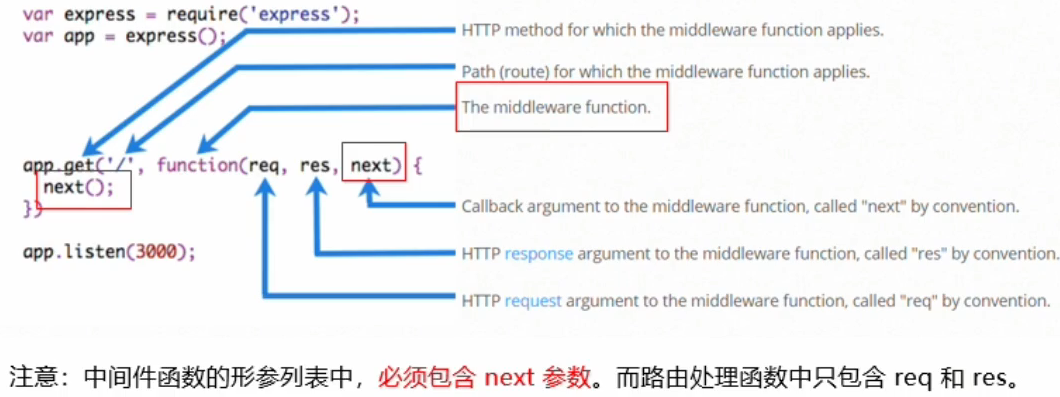 var express = require('express');
var app = express();
HTTP method for which the middleware function applies.
Path (route) for which the middleware function applies.
The middleware function.
app.get('/', function(req, res, next) {
next();
})
Callback argument to the middleware function, called "next" by convention.
app.listen(3000);
HTTP response argument to the middleware function, called "res" by convention.
HTTP request argument to the middleware function, called "req" by convention.
注意：中间件函数的形参列表中，必须包含 next 参数。而路由处理函数中只包含 req 和 res。